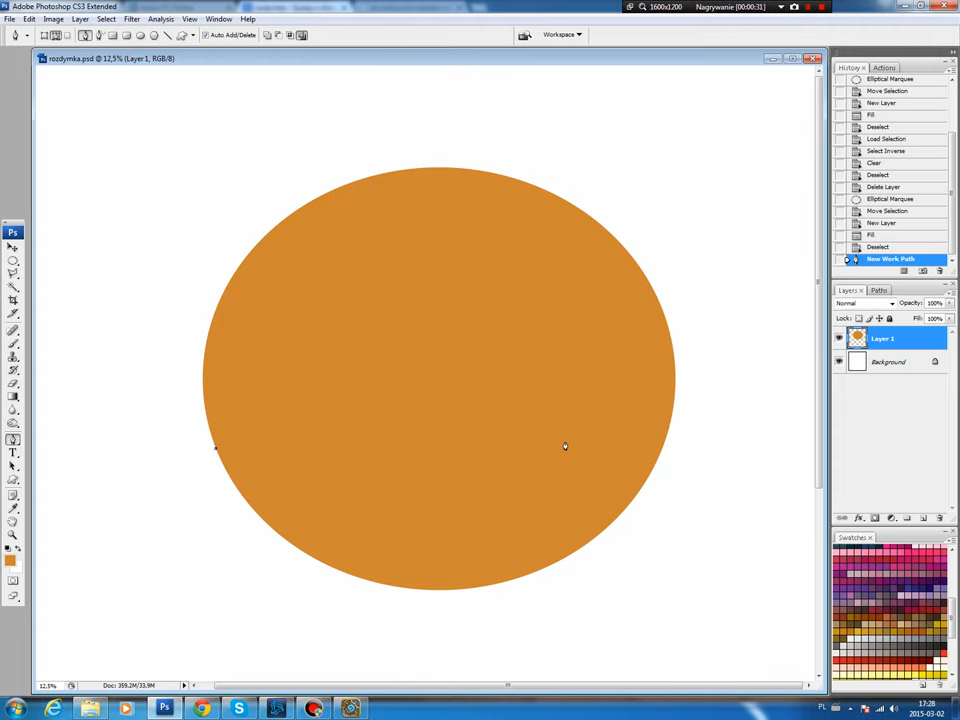 Adobe Photoshop CS3 Extended
1600x1200
Nagrywanie [00:00:31]
File Edit Image Layer Select Filter Analysis View Window Help
Auto Add/Delete
Workspace
rozdymka.psd @ 12,5% (Layer 1, RGB/8)
History × Actions
Elliptical Marquee
Move Selection
New Layer
Fill
Deselect
Load Selection
Select Inverse
Clear
Deselect
Delete Layer
Elliptical Marquee
Move Selection
New Layer
Fill
Deselect
New Work Path
Layers × Paths
Normal
Opacity: 100%
Lock:
Fill: 100%
Layer 1
Background
Swatches ×
Ps
T
12,5%
Doc: 359,2M/33,9M
Ps
PL
17:28
2015-03-02